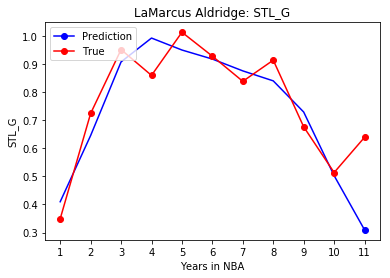 LaMarcus Aldridge: STL_G
Prediction
True
1.0
0.9
0.8
0.7
0.6
0.5
0.4
0.3
STL_G
1 2 3 4 5 6 7 8 9 10 11
Years in NBA